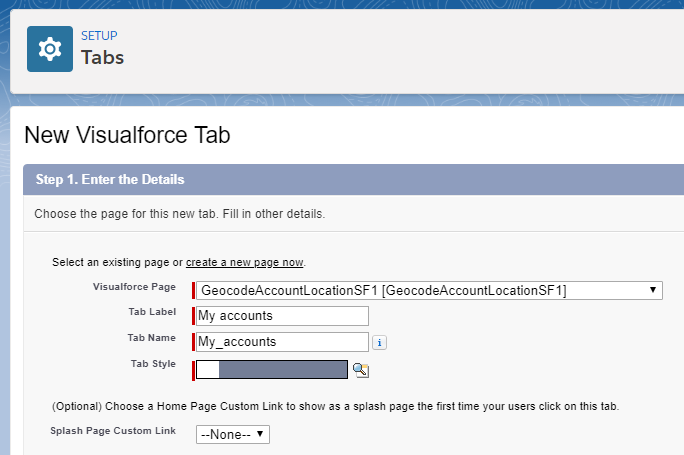 SETUP
Tabs
New Visualforce Tab
Step 1. Enter the Details
Choose the page for this new tab. Fill in other details.
Select an existing page or create a new page now.
Visualforce Page GeocodeAccountLocationSF1 [GeocodeAccountLocationSF1]
Tab Label My accounts
Tab Name My_accounts i
Tab Style
(Optional) Choose a Home Page Custom Link to show as a splash page the first time your users click on this tab.
Splash Page Custom Link --None--